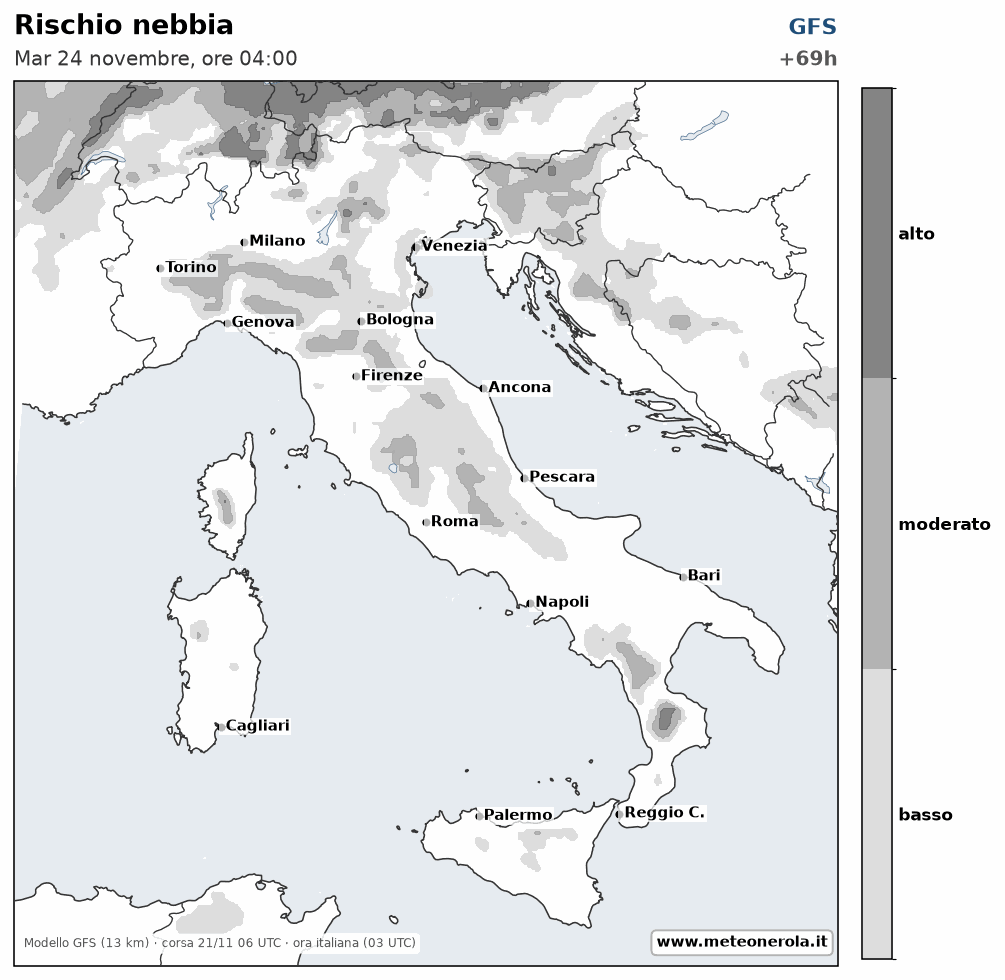 Rischio nebbia
GFS
Mar 24 novembre, ore 04:00
+69h
alto
Milano
Venezia
Torino
Bologna
Genova
Firenze
Ancona
Pescara
Roma
moderato
Bari
Napoli
Cagliari
Reggio C.
Palermo
basso
Modello GFS (13 km) · corsa 21/11 06 UTC · ora italiana (03 UTC)
www.meteonerola.it